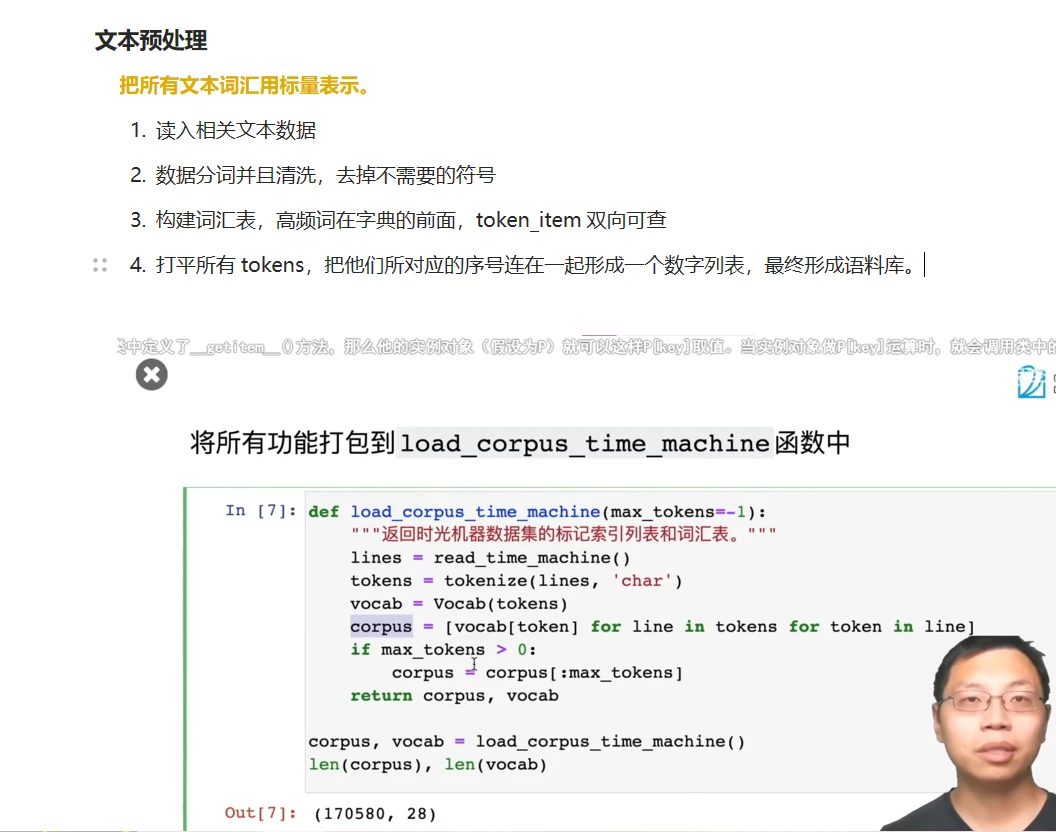 文本预处理
把所有文本词汇用标量表示。
1. 读入相关文本数据
2. 数据分词并且清洗，去掉不需要的符号
3. 构建词汇表，高频词在字典的前面，token_item 双向可查
4. 打平所有 tokens，把他们所对应的序号连在一起形成一个数字列表，最终形成语料库。
类中定义了__getitem__()方法，那么他的实例对象（假设为P）就可以这样P[key]取值。当实例对象做P[key]运算时，就会调用类中的
将所有功能打包到load_corpus_time_machine函数中
In [7]: def load_corpus_time_machine(max_tokens=-1):
"""返回时光机器数据集的标记索引列表和词汇表。"""
lines = read_time_machine()
tokens = tokenize(lines, 'char')
vocab = Vocab(tokens)
corpus = [vocab[token] for line in tokens for token in line]
if max_tokens > 0:
corpus = corpus[:max_tokens]
return corpus, vocab
corpus, vocab = load_corpus_time_machine()
len(corpus), len(vocab)
Out[7]: (170580, 28)